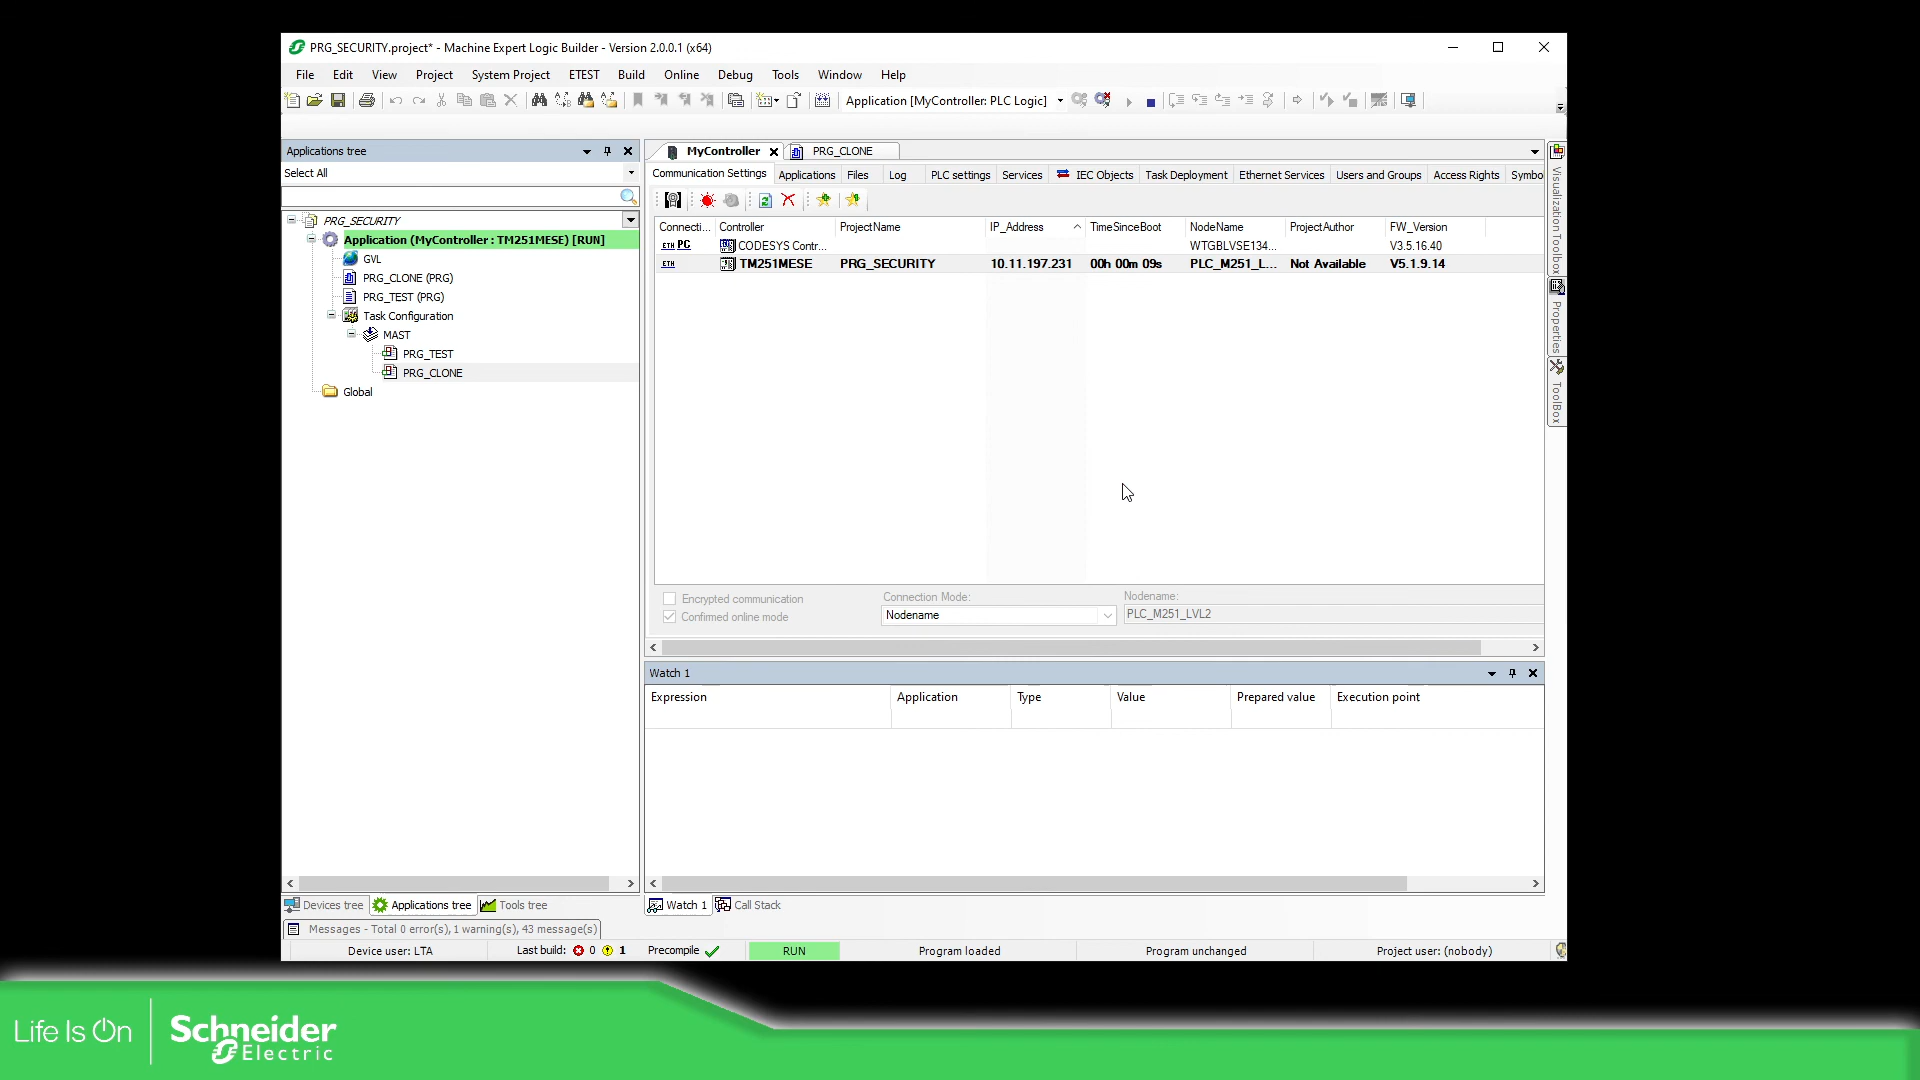 PRG_SECURITY.project* - Machine Expert Logic Builder - Version 2.0.0.1 (x64)
File Edit View Project System Project ETEST Build Online Debug Tools Window Help
Application [MyController: PLC Logic]
Applications tree
Select All
PRG_SECURITY
Application (MyController : TM251MESE) [RUN]
GVL
PRG_CLONE (PRG)
PRG_TEST (PRG)
Task Configuration
MAST
PRG_TEST
PRG_CLONE
Global
Devices tree Applications tree Tools tree
MyController PRG_CLONE
Communication Settings Applications Files Log PLC settings Services IEC Objects Task Deployment Ethernet Services Users and Groups Access Rights Symbo
Connecti... Controller ProjectName IP_Address TimeSinceBoot NodeName ProjectAuthor FW_Version
ETH PC CODESYS Contr... WTGBLVSE134... V3.5.16.40
ETH TM251MESE PRG_SECURITY 10.11.197.231 00h 00m 09s PLC_M251_L... Not Available V5.1.9.14
Encrypted communication
Confirmed online mode
Connection Mode:
Nodename
Nodename:
PLC_M251_LVL2
Watch 1
Expression Application Type Value Prepared value Execution point
Watch 1 Call Stack
Visualization Toolbox
Properties
ToolBox
Messages - Total 0 error(s), 1 warning(s), 43 message(s)
Device user: LTA Last build: 0 1 Precompile RUN Program loaded Program unchanged Project user: (nobody)
Life Is On
Schneider
Electric